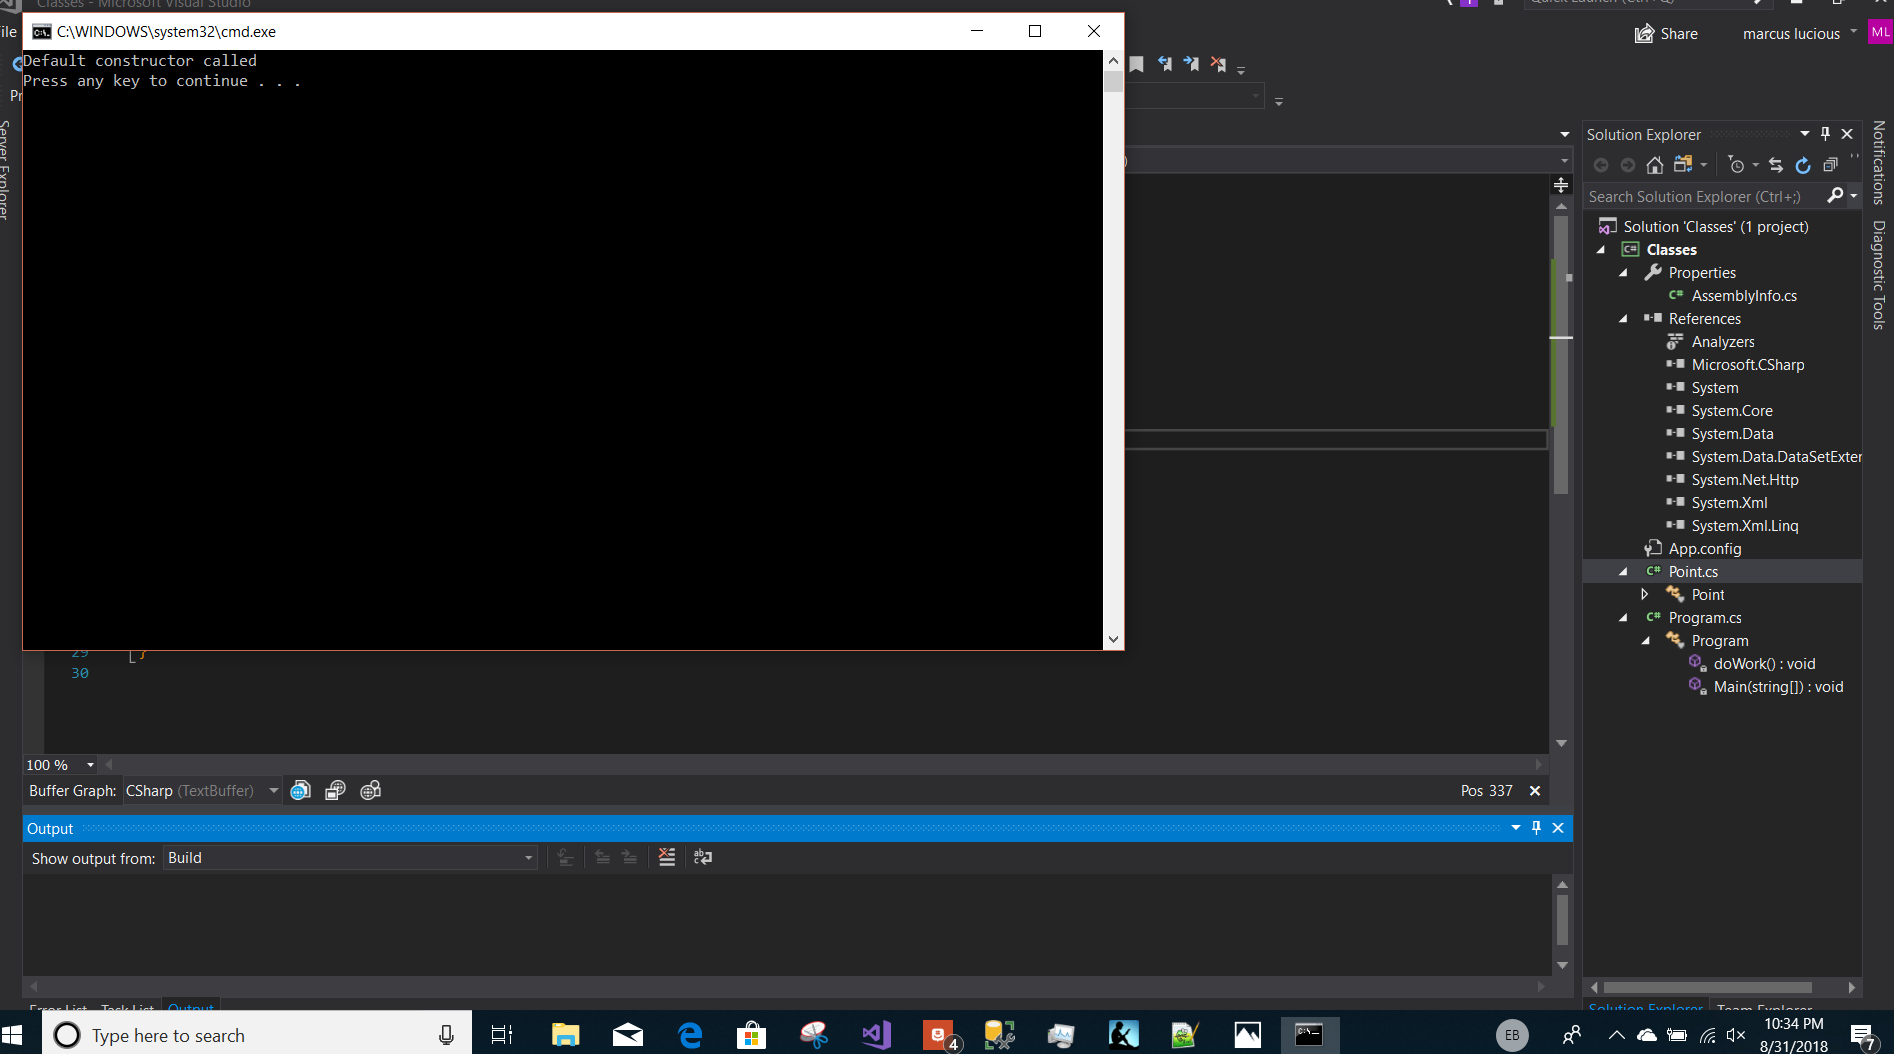 Classes - Microsoft Visual Studio
Quick Launch (Ctrl+Q)
C:\WINDOWS\system32\cmd.exe
Share
marcus lucious
ML
Default constructor called
Press any key to continue . . .
Server Explorer
Notifications
Diagnostic Tools
Solution Explorer
Search Solution Explorer (Ctrl+;)
Solution 'Classes' (1 project)
C# Classes
Properties
C# AssemblyInfo.cs
References
Analyzers
Microsoft.CSharp
System
System.Core
System.Data
System.Data.DataSetExter
System.Net.Http
System.Xml
System.Xml.Linq
App.config
C# Point.cs
Point
C# Program.cs
Program
doWork() : void
Main(string[]) : void
29 }
30
100 %
Buffer Graph: CSharp (TextBuffer)
Pos 337
Output
Show output from: Build
Error List
Task List
Output
Solution Explorer
Team Explorer
Type here to search
4
EB
10:34 PM
8/31/2018
7